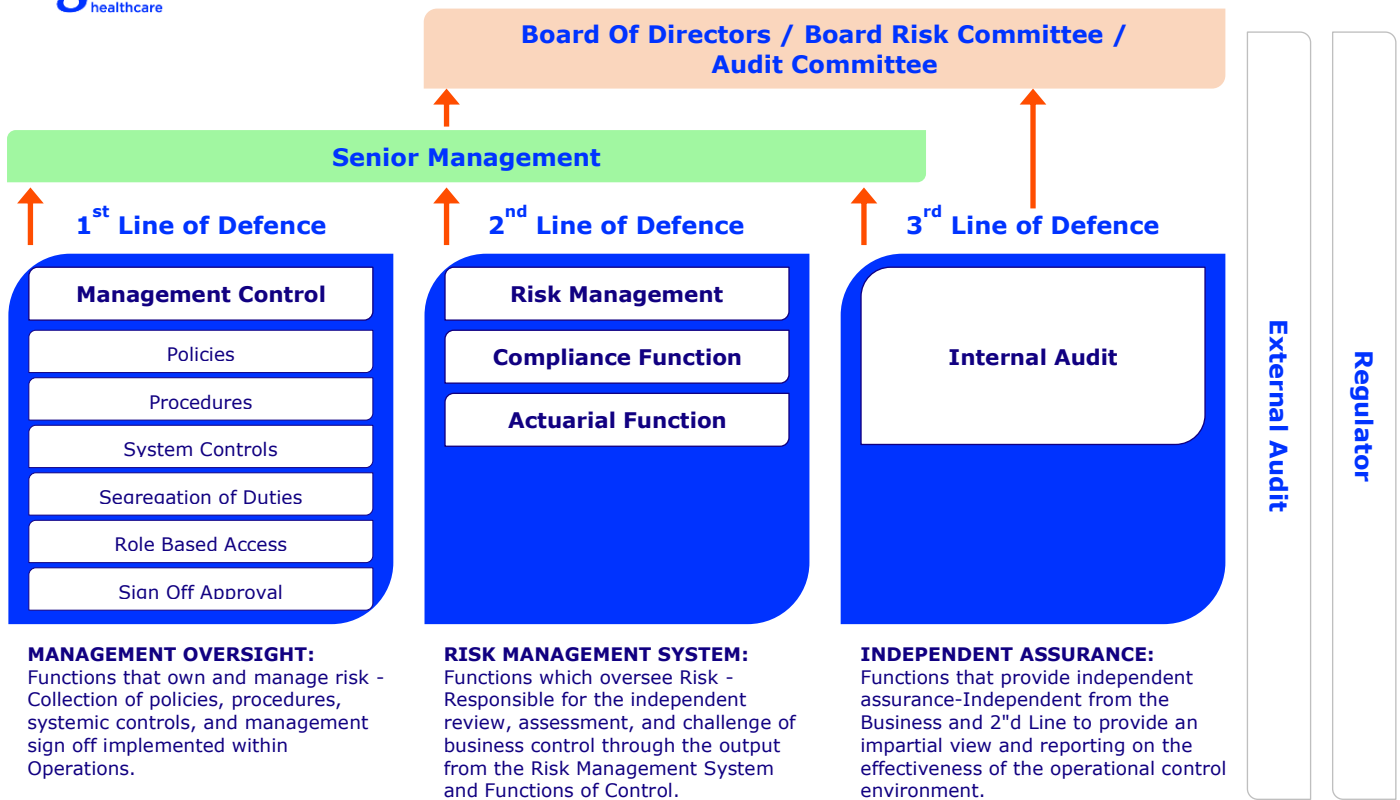 healthcare
Board Of Directors / Board Risk Committee /
Audit Committee
Senior Management
1st Line of Defence
2nd Line of Defence
3rd Line of Defence
Management Control
Policies
Procedures
System Controls
Segregation of Duties
Role Based Access
Sign Off Approval
Risk Management
Compliance Function
Actuarial Function
Internal Audit
External Audit
Regulator
MANAGEMENT OVERSIGHT:
Functions that own and manage risk -
Collection of policies, procedures,
systemic controls, and management
sign off implemented within
Operations.
RISK MANAGEMENT SYSTEM:
Functions which oversee Risk -
Responsible for the independent
review, assessment, and challenge of
business control through the output
from the Risk Management System
and Functions of Control.
INDEPENDENT ASSURANCE:
Functions that provide independent
assurance-Independent from the
Business and 2"d Line to provide an
impartial view and reporting on the
effectiveness of the operational control
environment.